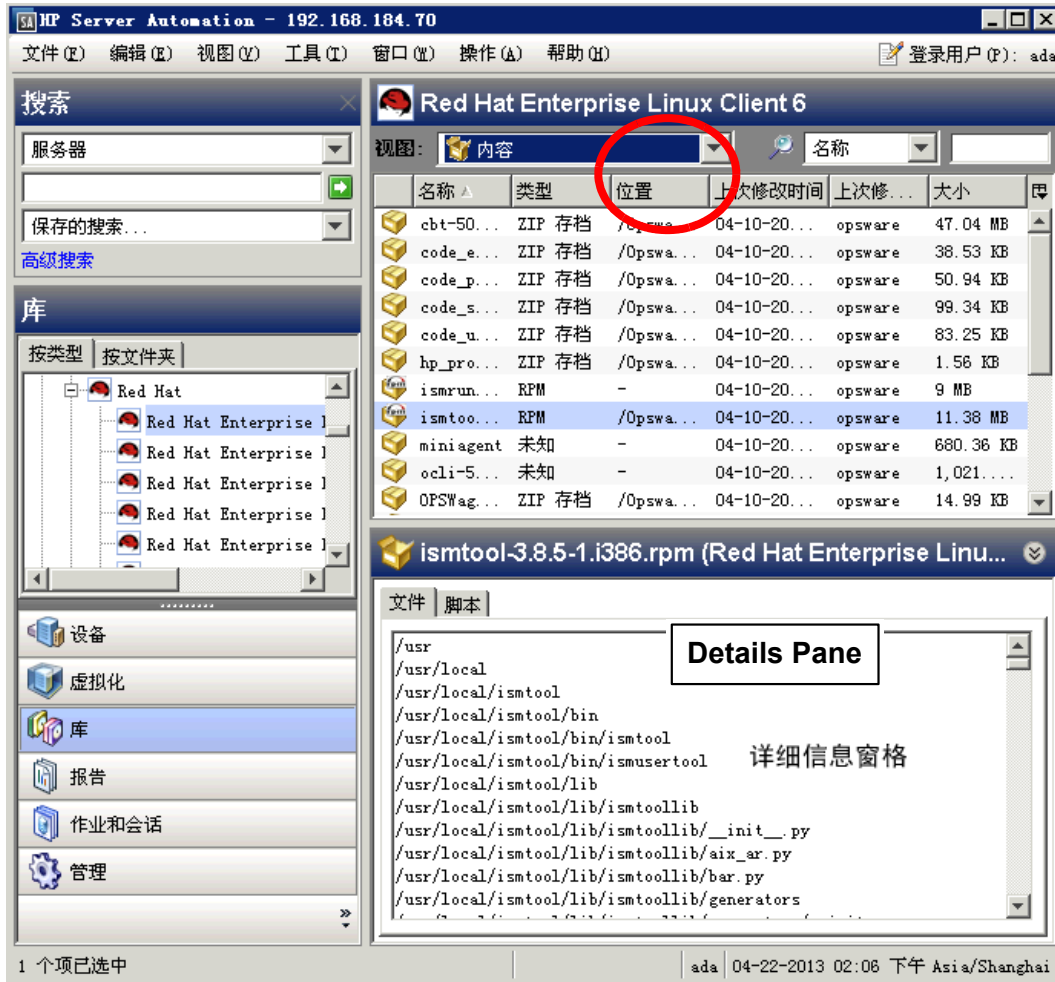 HP Server Automation - 192.168.184.70
文件(F) 编辑(E) 视图(V) 工具(T) 窗口(W) 操作(A) 帮助(H) 登录用户(P): ada
搜索
服务器
保存的搜索...
高级搜索
库
按类型 按文件夹
Red Hat
Red Hat Enterprise
Red Hat Enterprise
Red Hat Enterprise
Red Hat Enterprise
Red Hat Enterprise
设备
虚拟化
库
报告
作业和会话
管理
Red Hat Enterprise Linux Client 6
视图: 内容 名称
名称 类型 位置 上次修改时间 上次修... 大小
cbt-50... ZIP 存档 /Opswa... 04-10-20... opsware 47.04 MB
code_e... ZIP 存档 /Opswa... 04-10-20... opsware 38.53 KB
code_p... ZIP 存档 /Opswa... 04-10-20... opsware 50.94 KB
code_s... ZIP 存档 /Opswa... 04-10-20... opsware 99.34 KB
code_u... ZIP 存档 /Opswa... 04-10-20... opsware 83.25 KB
hp_pro... ZIP 存档 /Opswa... 04-10-20... opsware 1.56 KB
ismrun... RPM - 04-10-20... opsware 9 MB
ismtoo... RPM /Opswa... 04-10-20... opsware 11.38 MB
miniagent 未知 - 04-10-20... opsware 680.36 KB
ocli-5... 未知 - 04-10-20... opsware 1,021....
OPSWag... ZIP 存档 /Opswa... 04-10-20... opsware 14.99 KB
ismtool-3.8.5-1.i386.rpm (Red Hat Enterprise Linu...
文件 脚本
Details Pane
/usr
/usr/local
/usr/local/ismtool
/usr/local/ismtool/bin
/usr/local/ismtool/bin/ismtool
/usr/local/ismtool/bin/ismusertool
详细信息窗格
/usr/local/ismtool/lib
/usr/local/ismtool/lib/ismtoollib
/usr/local/ismtool/lib/ismtoollib/__init__.py
/usr/local/ismtool/lib/ismtoollib/aix_ar.py
/usr/local/ismtool/lib/ismtoollib/bar.py
/usr/local/ismtool/lib/ismtoollib/generators
1 个项已选中 ada 04-22-2013 02:06 下午 Asia/Shanghai